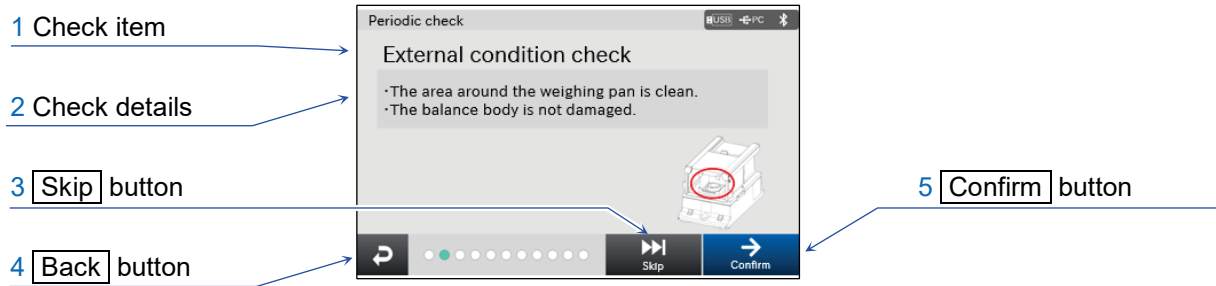 1 Check item
2 Check details
3 Skip button
4 Back button
Periodic check
USB PC
External condition check
・The area around the weighing pan is clean.
・The balance body is not damaged.
Skip
Confirm
5 Confirm button